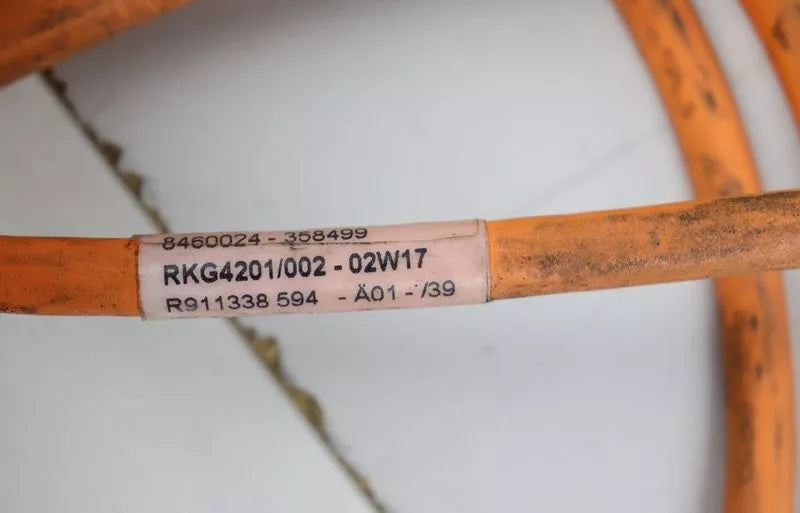 8460024 - 358499
RKG4201/002 - 02W17
R911338 594 - Ä01 - /39